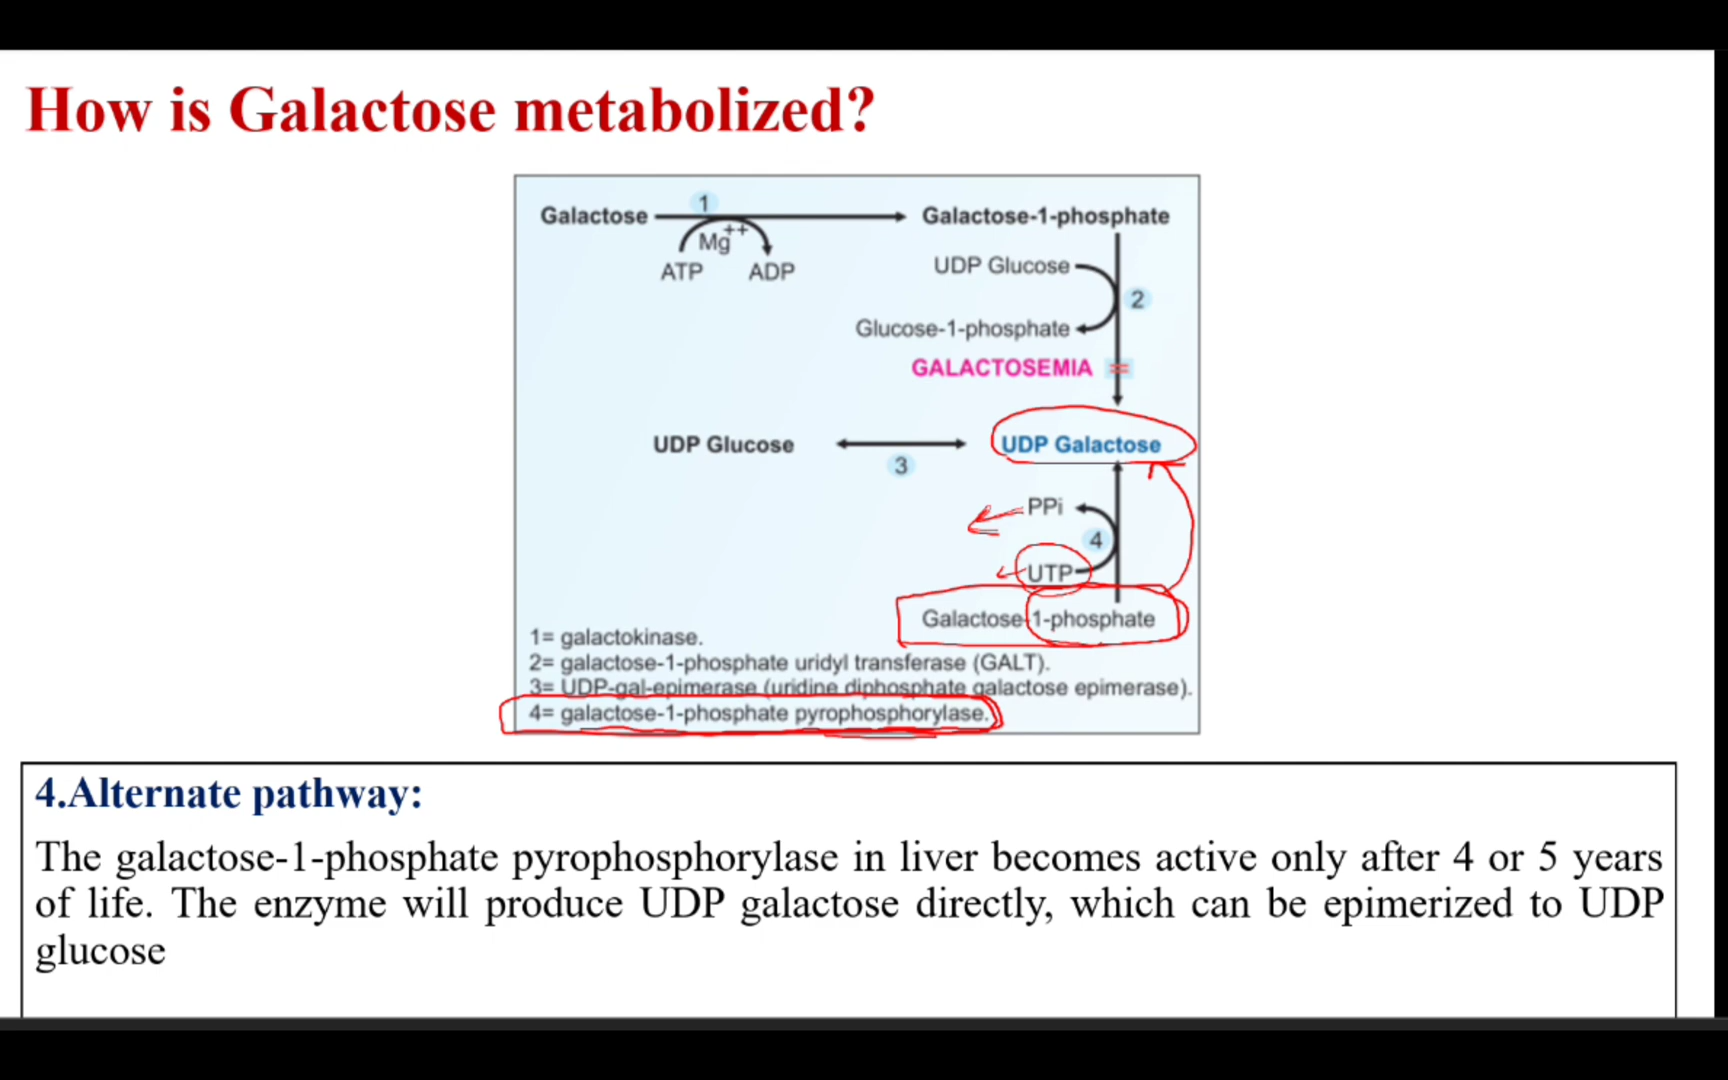 How is Galactose metabolized?
1
Galactose
Galactose-1-phosphate
Mg++
ATP
ADP
UDP Glucose
2
Glucose-1-phosphate
GALACTOSEMIA
=
UDP Glucose
UDP Galactose
3
PPi
4
UTP
Galactose-1-phosphate
1= galactokinase.
2= galactose-1-phosphate uridyl transferase (GALT).
3= UDP-gal-epimerase (uridine diphosphate galactose epimerase).
4= galactose-1-phosphate pyrophosphorylase.
4.Alternate pathway:
The galactose-1-phosphate pyrophosphorylase in liver becomes active only after 4 or 5 years
of life. The enzyme will produce UDP galactose directly, which can be epimerized to UDP
glucose